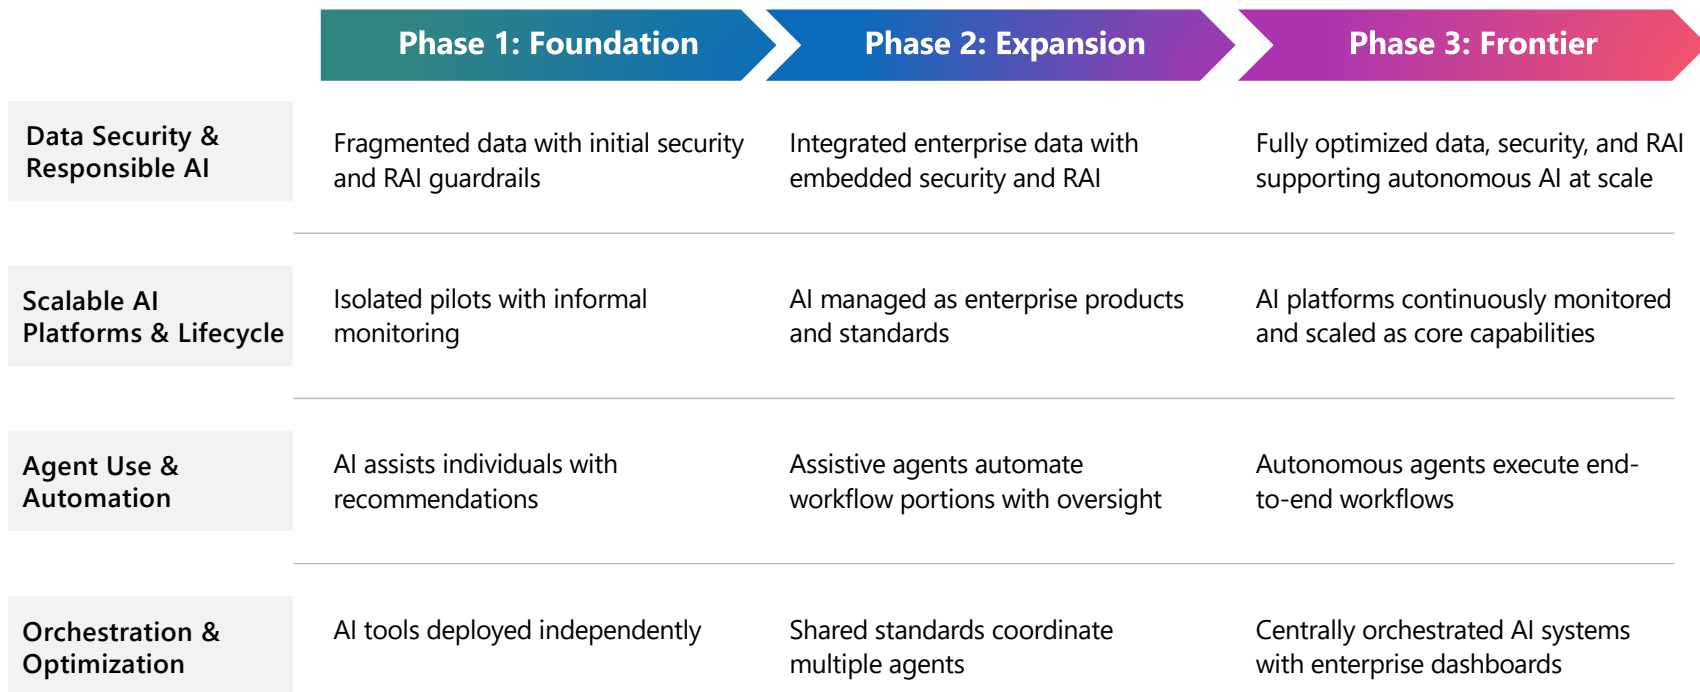 Phase 1: Foundation
Phase 2: Expansion
Phase 3: Frontier
Data Security &
Responsible AI
Fragmented data with initial security
and RAI guardrails
Integrated enterprise data with
embedded security and RAI
Fully optimized data, security, and RAI
supporting autonomous AI at scale
Scalable AI
Platforms & Lifecycle
Isolated pilots with informal
monitoring
AI managed as enterprise products
and standards
AI platforms continuously monitored
and scaled as core capabilities
Agent Use &
Automation
AI assists individuals with
recommendations
Assistive agents automate
workflow portions with oversight
Autonomous agents execute end-
to-end workflows
Orchestration &
Optimization
AI tools deployed independently
Shared standards coordinate
multiple agents
Centrally orchestrated AI systems
with enterprise dashboards